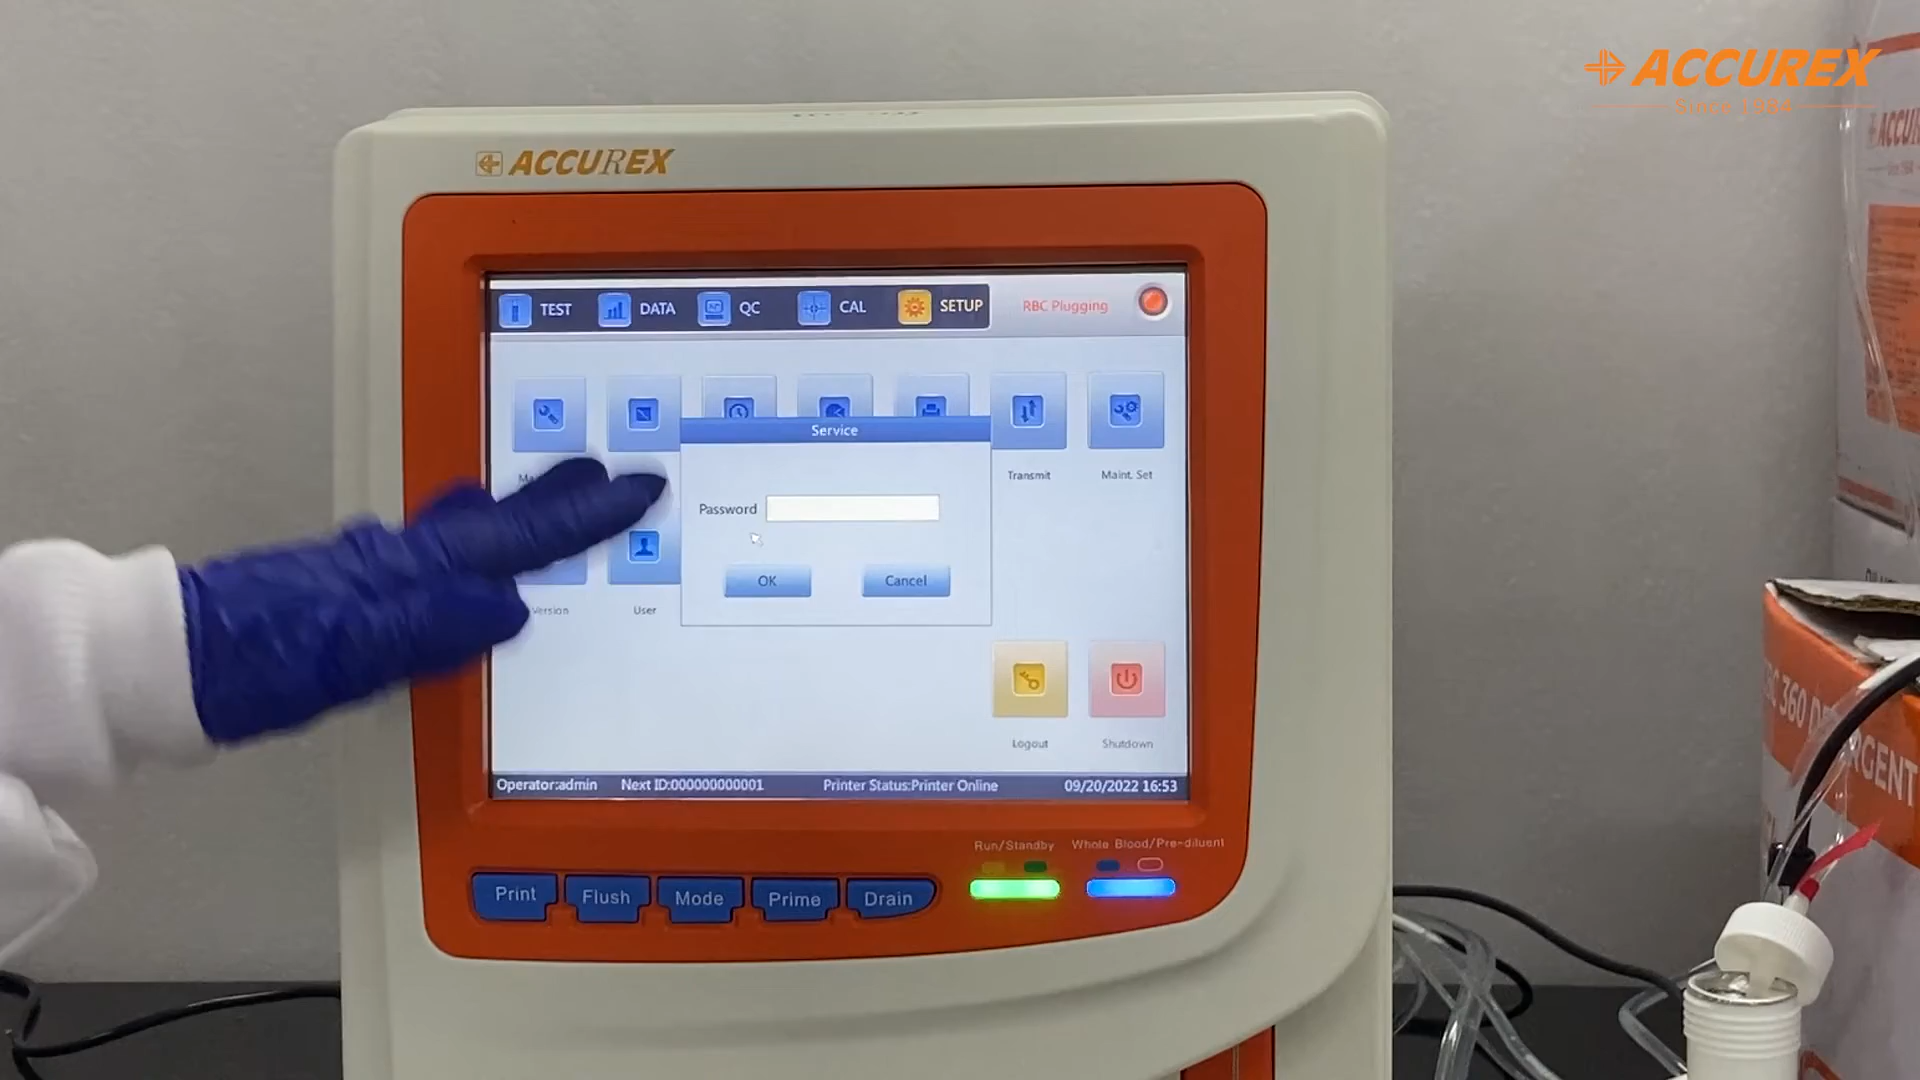 ACCUREX
Since 1984
ACCUREX
TEST DATA QC CAL SETUP RBC Plugging
Service
Transmit
Maint. Set
Password
OK Cancel
Version
User
Logout
Shutdown
Operator:admin Next ID:000000000001 Printer Status:Printer Online 09/20/2022 16:53
Run/Standby Whole Blood/Pre-diluent
Print Flush Mode Prime Drain
360